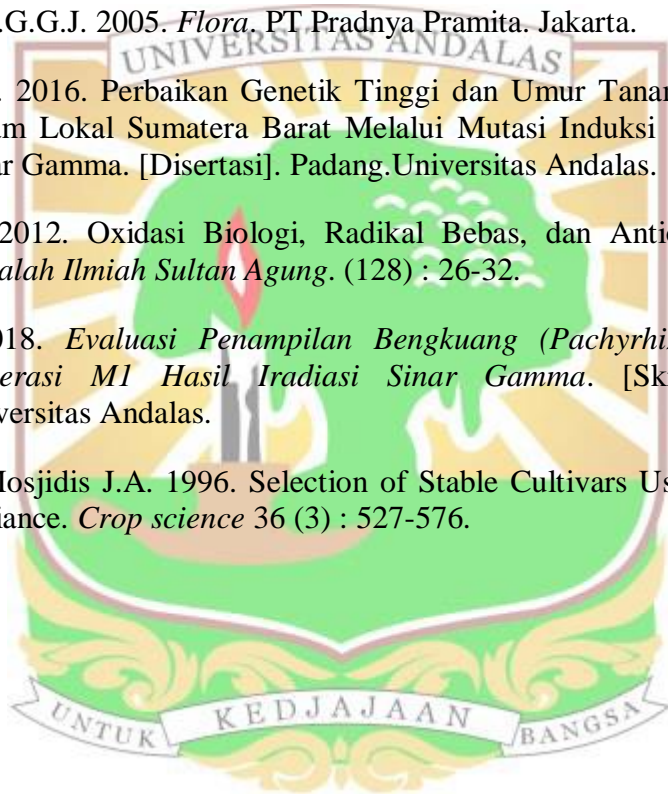 .G.G.J. 2005. Flora. PT Pradnya Pramita. Jakarta.
UNIVERSITAS ANDALAS
. 2016. Perbaikan Genetik Tinggi dan Umur Tanar
um Lokal Sumatera Barat Melalui Mutasi Induksi
ar Gamma. [Disertasi]. Padang.Universitas Andalas.
2012. Oxidasi Biologi, Radikal Bebas, dan Antic
alah Ilmiah Sultan Agung. (128) : 26-32.
018. Evaluasi Penampilan Bengkuang (Pachyrhi
erasi M1 Hasil Iradiasi Sinar Gamma. [Sk
versitas Andalas.
Mosjidis J.A. 1996. Selection of Stable Cultivars Us
iance. Crop science 36 (3) : 527-576.
UNTUK KEDJAJAAN BANGSA